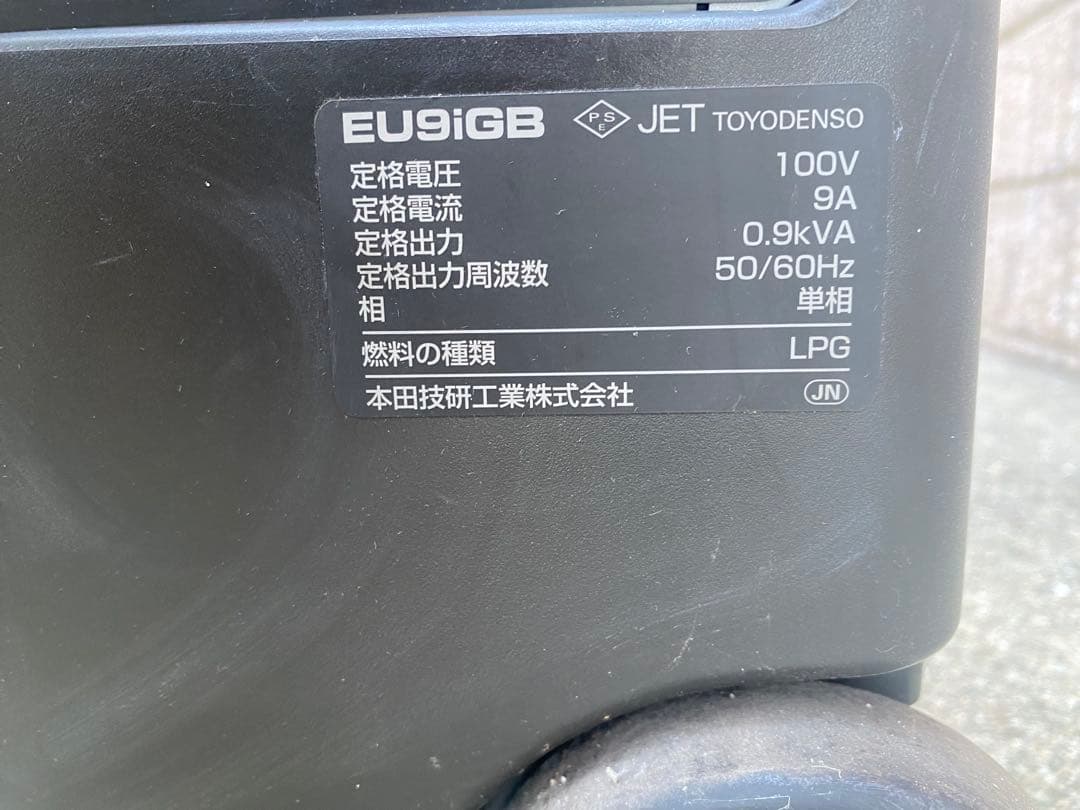 EU9iGB PSE JET TOYODENSO
定格電圧 100V
定格電流 9A
定格出力 0.9kVA
定格出力周波数 50/60Hz
相 単相
燃料の種類 LPG
本田技研工業株式会社 JN